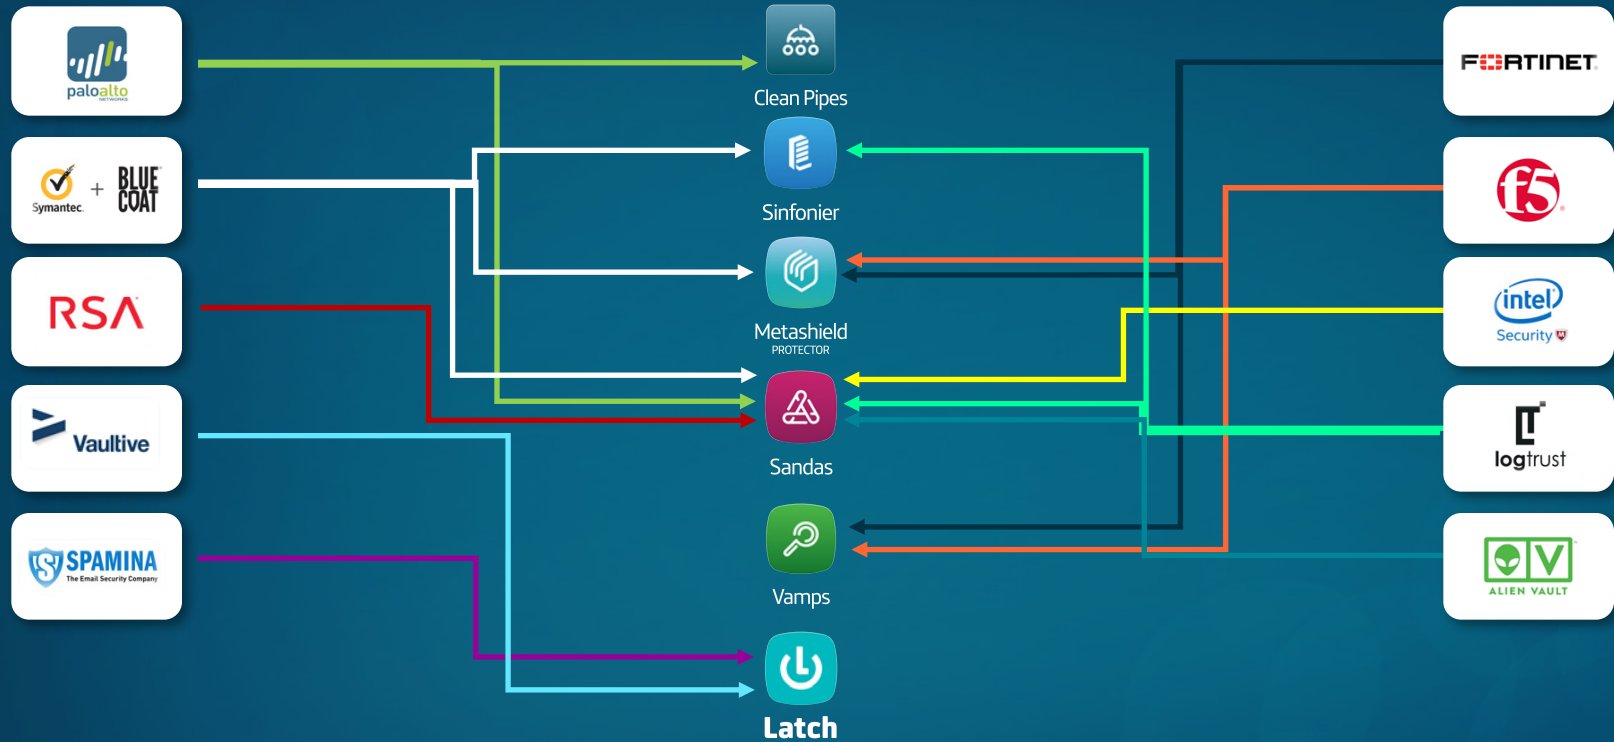 paloalto
NETWORKS
Symantec.
+
BLUE
COAT
RSA
Vaultive
SPAMINA
The Email Security Company
Clean Pipes
Sinfonier
Metashield
PROTECTOR
Sandas
Vamps
Latch
FORTINET
f5
intel
Security
LT
logtrust
V
ALIEN VAULT